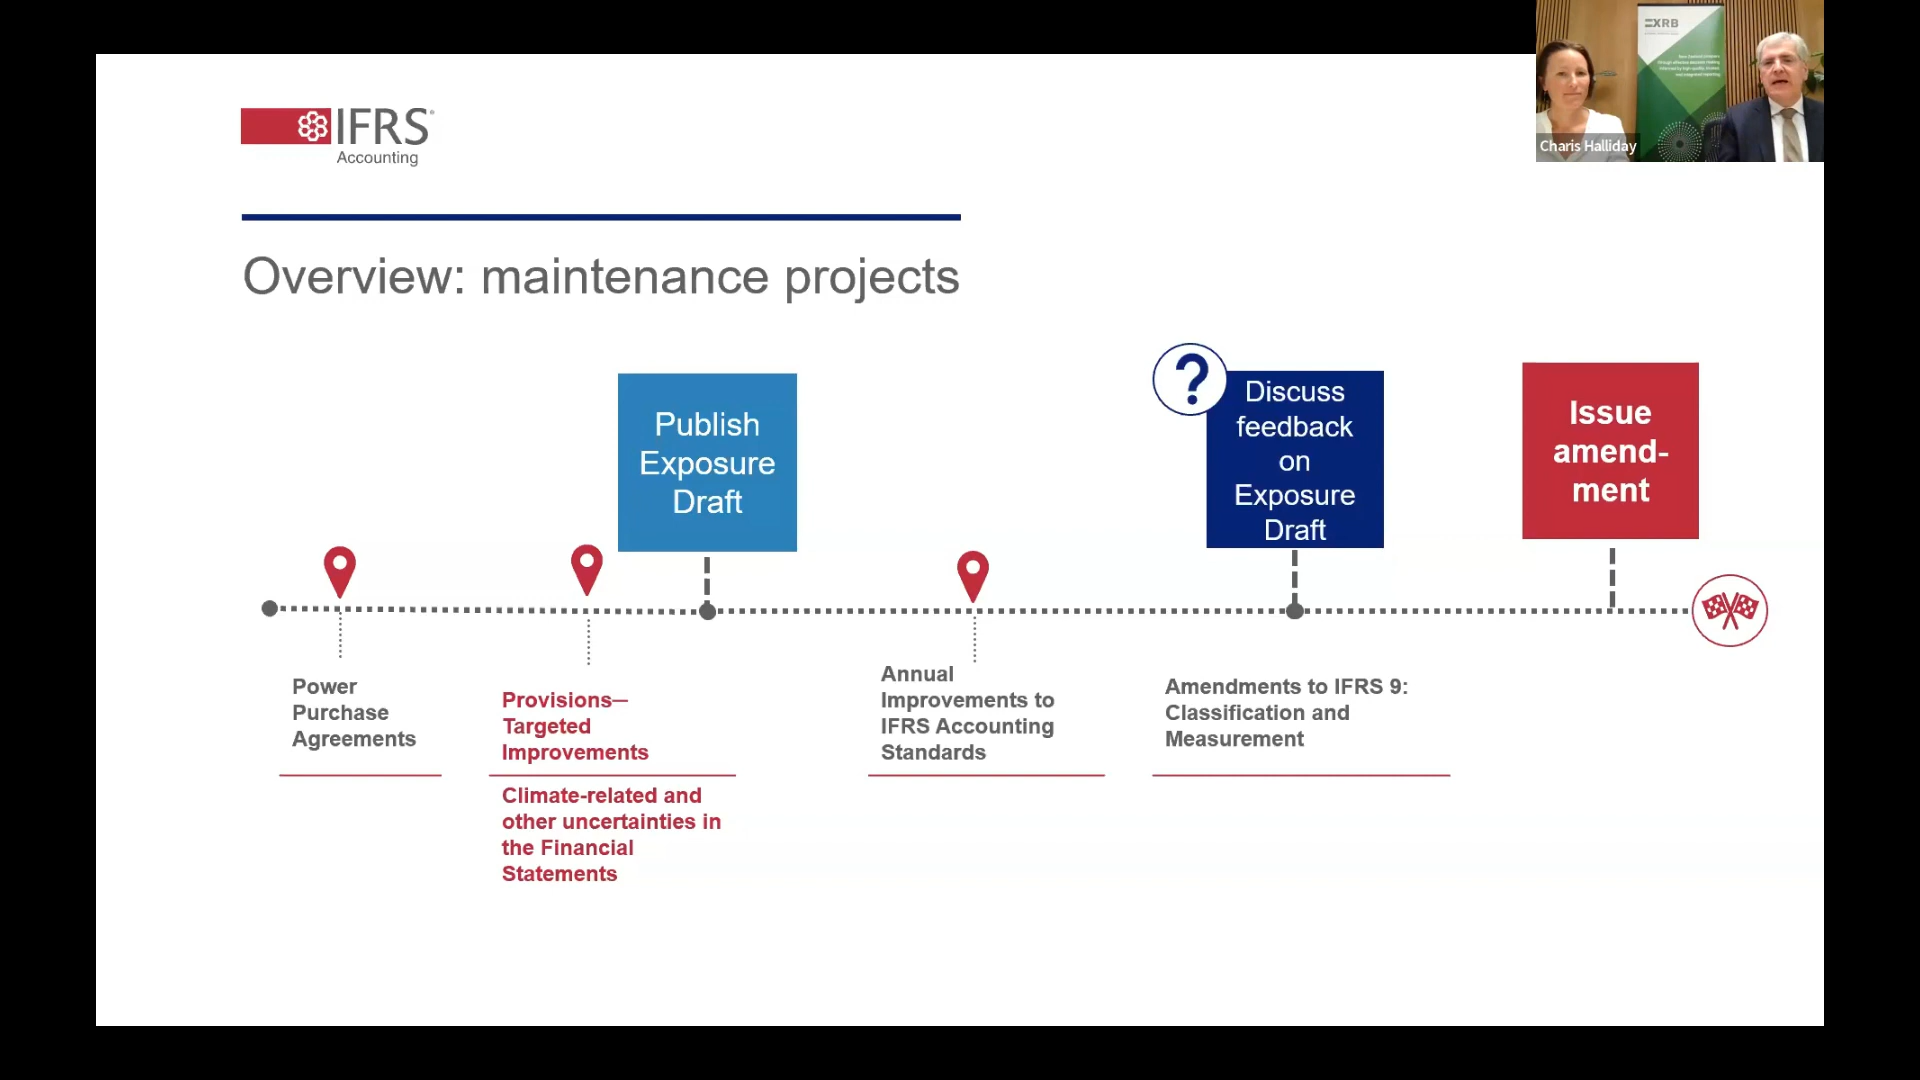 IFRS®
Accounting
Overview: maintenance projects
XRB
Charis Halliday
Publish
Exposure
Draft
?
Discuss
feedback
on
Exposure
Draft
Issue
amend-
ment
Power
Purchase
Agreements
Provisions—
Targeted
Improvements
Climate-related and
other uncertainties in
the Financial
Statements
Annual
Improvements to
IFRS Accounting
Standards
Amendments to IFRS 9:
Classification and
Measurement